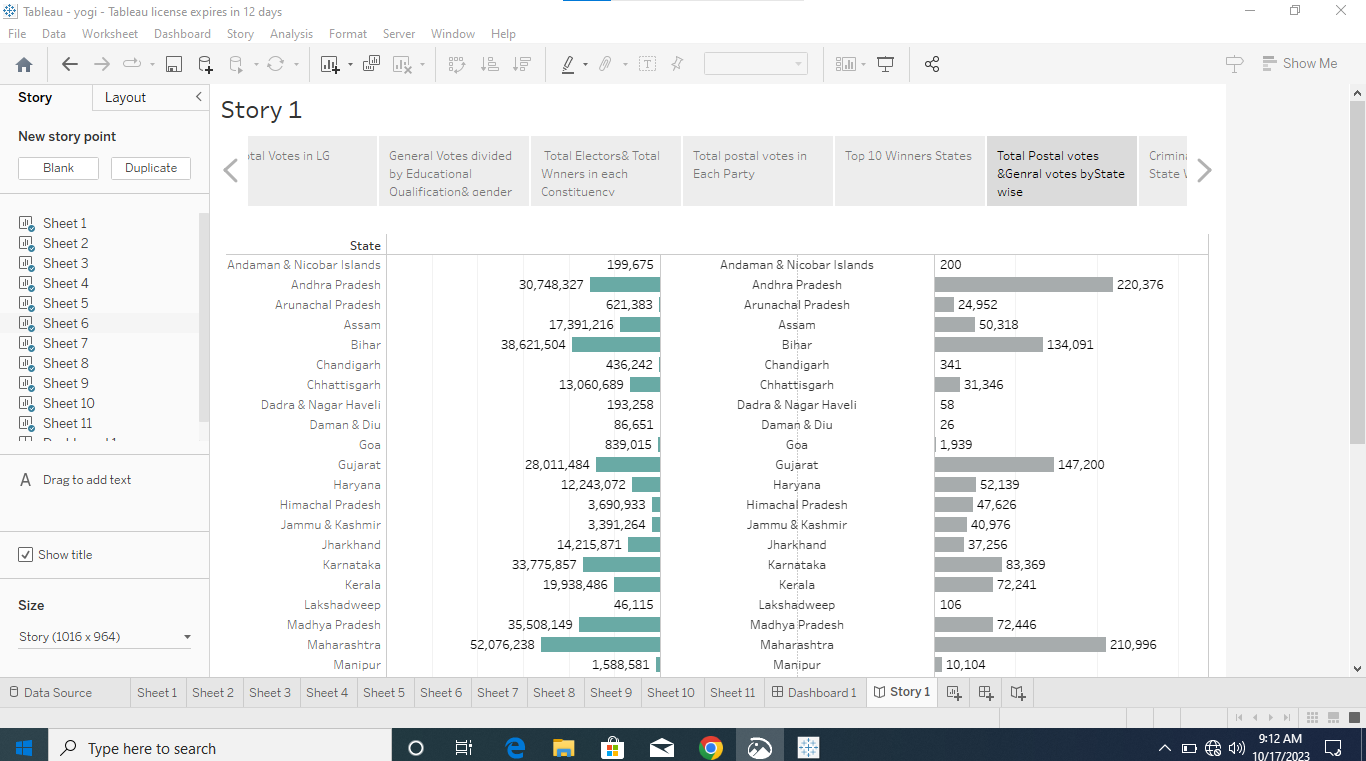 Tableau - yogi - Tableau license expires in 12 days
File Data Worksheet Dashboard Story Analysis Format Server Window Help
Show Me
Story Layout
New story point
Blank Duplicate
Sheet 1
Sheet 2
Sheet 3
Sheet 4
Sheet 5
Sheet 6
Sheet 7
Sheet 8
Sheet 9
Sheet 10
Sheet 11
A Drag to add text
Show title
Size
Story (1016 x 964)
Story 1
Votes in LG
General Votes divided
by Educational
Qualification& gender
Total Electors& Total
Wnners in each
Constituency
Total postal votes in
Each Party
Top 10 Winners States
Total Postal votes
&Genral votes byState
wise
State
Andaman & Nicobar Islands 199,675 Andaman & Nicobar Islands 200
Andhra Pradesh 30,748,327 Andhra Pradesh 220,376
Arunachal Pradesh 621,383 Arunachal Pradesh 24,952
Assam 17,391,216 Assam 50,318
Bihar 38,621,504 Bihar 134,091
Chandigarh 436,242 Chandigarh 341
Chhattisgarh 13,060,689 Chhattisgarh 31,346
Dadra & Nagar Haveli 193,258 Dadra & Nagar Haveli 58
Daman & Diu 86,651 Daman & Diu 26
Goa 839,015 Goa 1,939
Gujarat 28,011,484 Gujarat 147,200
Haryana 12,243,072 Haryana 52,139
Himachal Pradesh 3,690,933 Himachal Pradesh 47,626
Jammu & Kashmir 3,391,264 Jammu & Kashmir 40,976
Jharkhand 14,215,871 Jharkhand 37,256
Karnataka 33,775,857 Karnataka 83,369
Kerala 19,938,486 Kerala 72,241
Lakshadweep 46,115 Lakshadweep 106
Madhya Pradesh 35,508,149 Madhya Pradesh 72,446
Maharashtra 52,076,238 Maharashtra 210,996
Manipur 1,588,581 Manipur 10,104
Data Source Sheet 1 Sheet 2 Sheet 3 Sheet 4 Sheet 5 Sheet 6 Sheet 7 Sheet 8 Sheet 9 Sheet 10 Sheet 11 Dashboard 1 Story 1
Type here to search
9:12 AM
10/17/2023